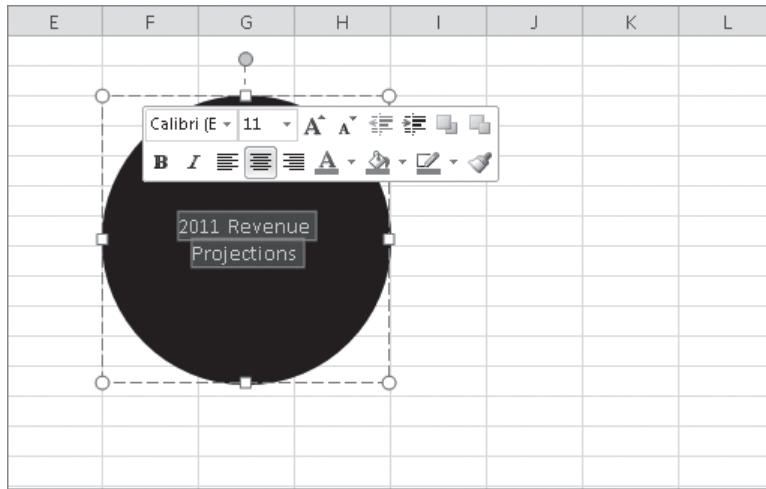 E F G H I J K L
Calibri (E 11 A A
B I A
2011 Revenue
Projections